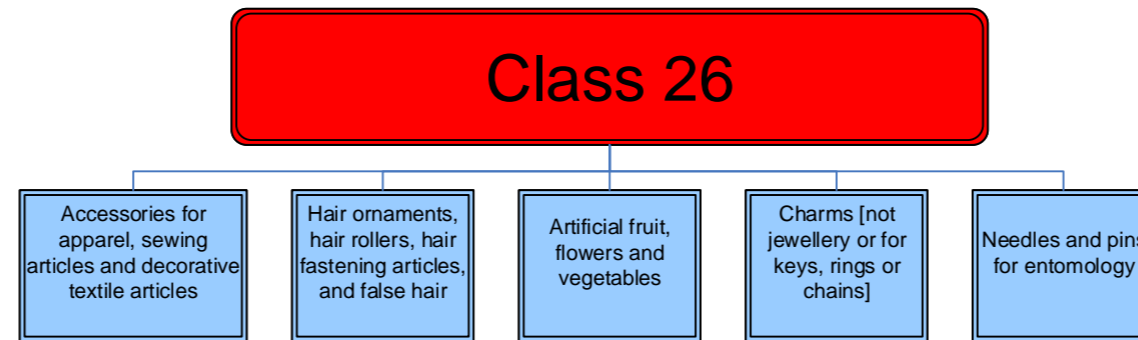 Class 26
Accessories for
apparel, sewing
articles and decorative
textile articles
Hair ornaments,
hair rollers, hair
fastening articles,
and false hair
Artificial fruit,
flowers and
vegetables
Charms [not
jewellery or for
keys, rings or
chains]
Needles and pins
for entomology